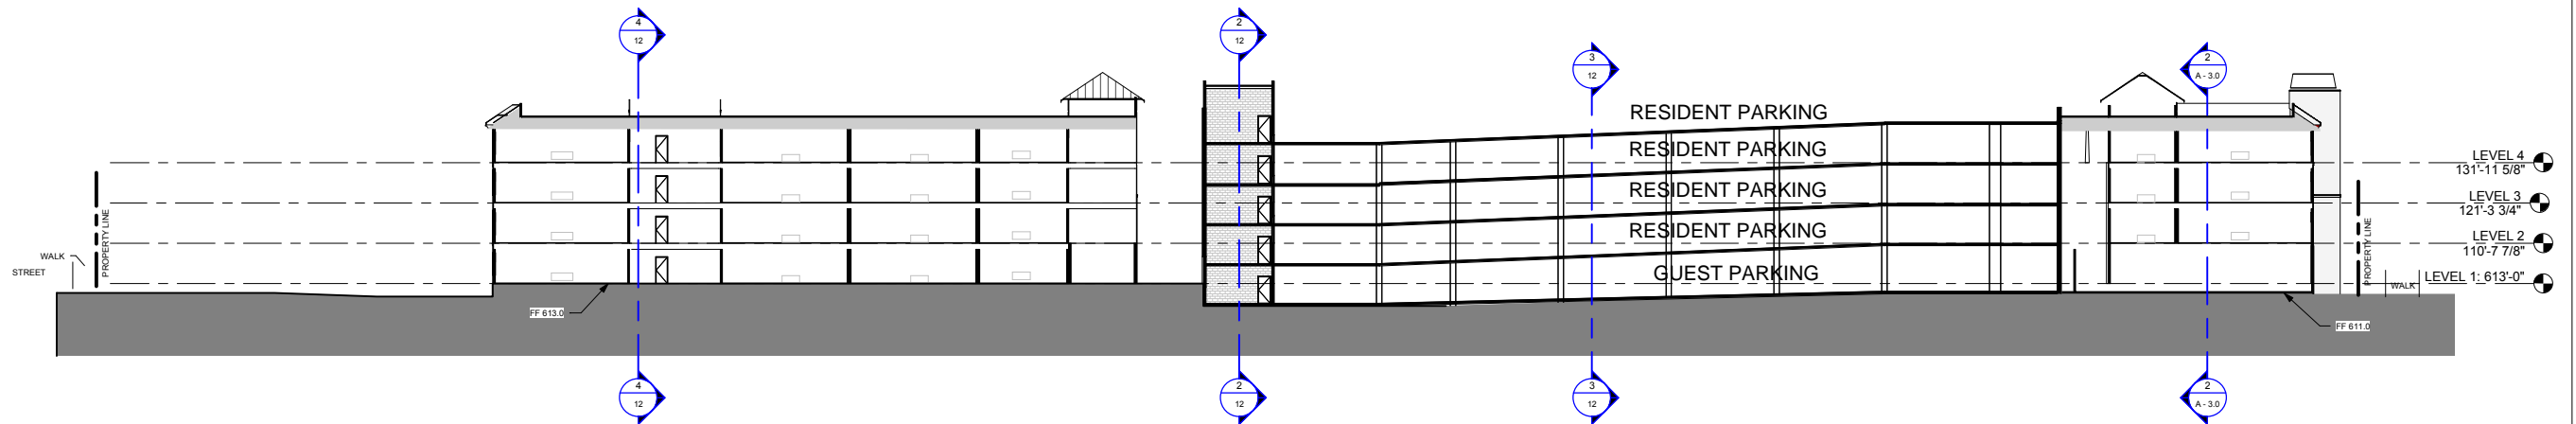 4
12
2
12
3
12
2
A - 3.0
RESIDENT PARKING
RESIDENT PARKING
RESIDENT PARKING
RESIDENT PARKING
GUEST PARKING
LEVEL 4
131'-11 5/8"
LEVEL 3
121'-3 3/4"
LEVEL 2
110'-7 7/8"
LEVEL 1: 613'-0"
PROPERTY LINE
WALK
STREET
PROPERTY LINE
WALK
FF 613.0
FF 611.0
4
12
2
12
3
12
2
A - 3.0